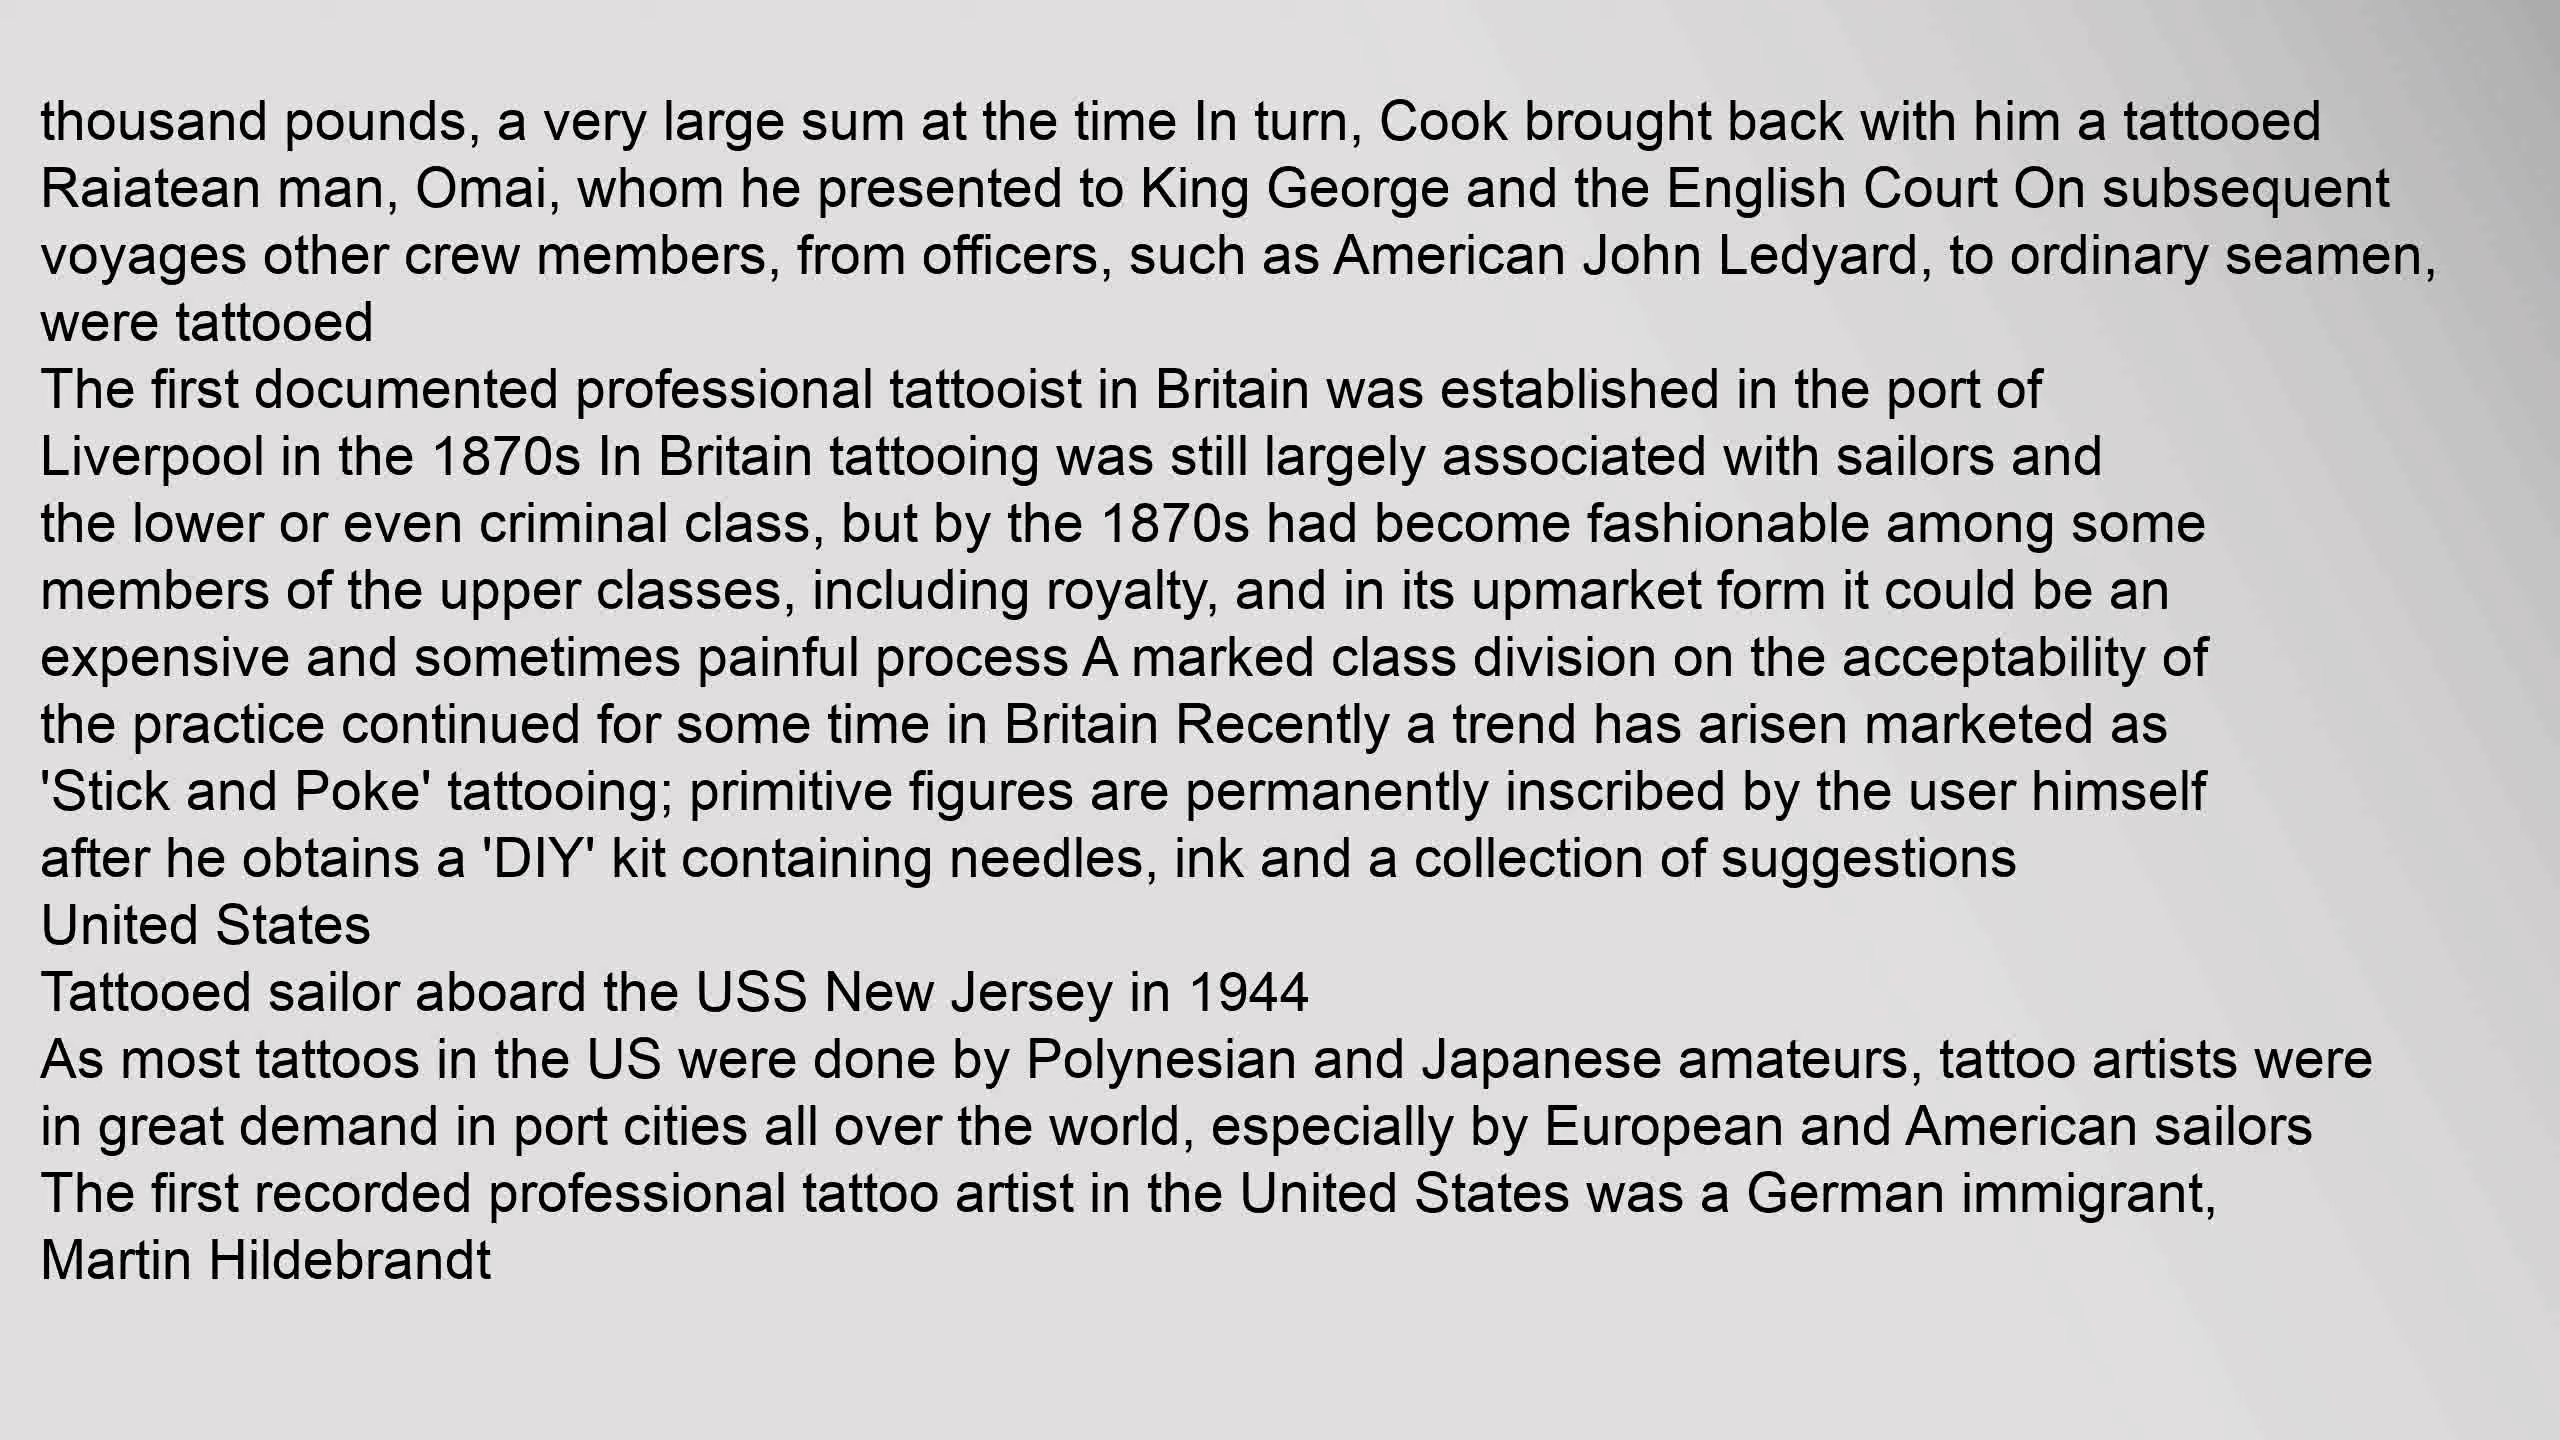 thousand pounds, a very large sum at the time In turn, Cook brought back with him a tattooed
Raiatean man, Omai, whom he presented to King George and the English Court On subsequent
voyages other crew members, from officers, such as American John Ledyard, to ordinary seamen,
were tattooed
The first documented professional tattooist in Britain was established in the port of
Liverpool in the 1870s In Britain tattooing was still largely associated with sailors and
the lower or even criminal class, but by the 1870s had become fashionable among some
members of the upper classes, including royalty, and in its upmarket form it could be an
expensive and sometimes painful process A marked class division on the acceptability of
the practice continued for some time in Britain Recently a trend has arisen marketed as
'Stick and Poke' tattooing; primitive figures are permanently inscribed by the user himself
after he obtains a 'DIY' kit containing needles, ink and a collection of suggestions
United States
Tattooed sailor aboard the USS New Jersey in 1944
As most tattoos in the US were done by Polynesian and Japanese amateurs, tattoo artists were
in great demand in port cities all over the world, especially by European and American sailors
The first recorded professional tattoo artist in the United States was a German immigrant,
Martin Hildebrandt